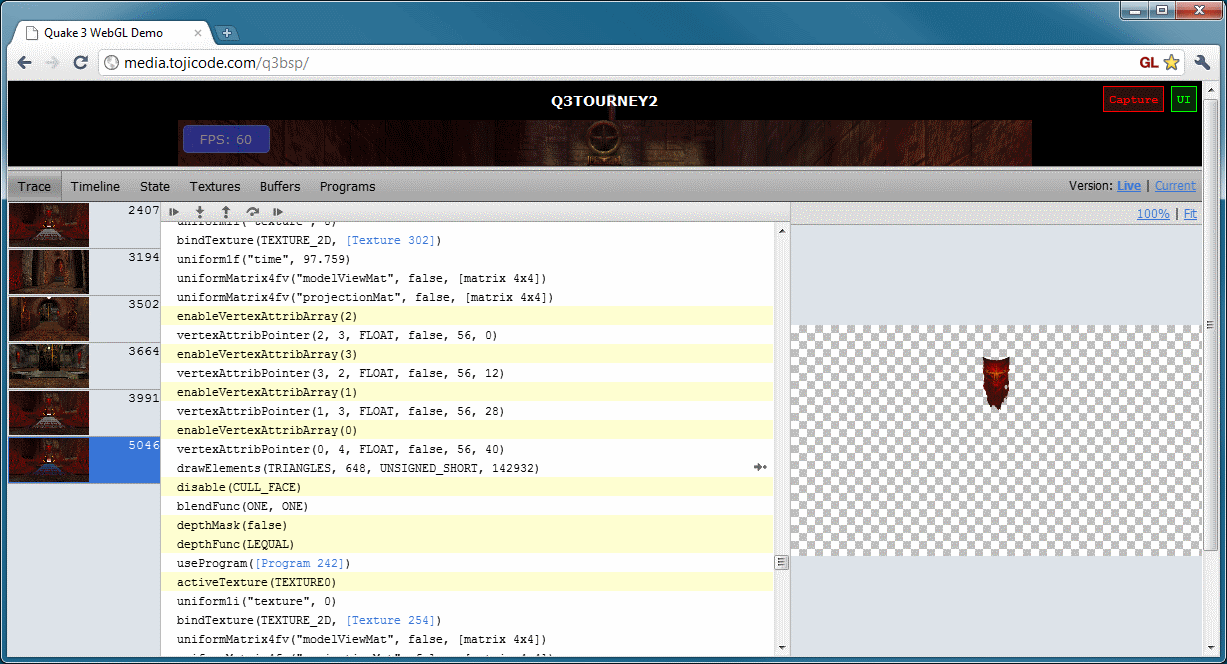 Quake 3 WebGL Demo
media.tojicode.com/q3bsp/
GL
Q3TOURNEY2
Capture
UI
FPS: 60
Trace Timeline State Textures Buffers Programs
Version: Live | Current
100% | Fit
2407
3194
3502
3664
3991
5046
uniform1i("texture", 0)
bindTexture(TEXTURE_2D, [Texture 302])
uniform1f("time", 97.759)
uniformMatrix4fv("modelViewMat", false, [matrix 4x4])
uniformMatrix4fv("projectionMat", false, [matrix 4x4])
enableVertexAttribArray(2)
vertexAttribPointer(2, 3, FLOAT, false, 56, 0)
enableVertexAttribArray(3)
vertexAttribPointer(3, 2, FLOAT, false, 56, 12)
enableVertexAttribArray(1)
vertexAttribPointer(1, 3, FLOAT, false, 56, 28)
enableVertexAttribArray(0)
vertexAttribPointer(0, 4, FLOAT, false, 56, 40)
drawElements(TRIANGLES, 648, UNSIGNED_SHORT, 142932)
disable(CULL_FACE)
blendFunc(ONE, ONE)
depthMask(false)
depthFunc(LEQUAL)
useProgram([Program 242])
activeTexture(TEXTURE0)
uniform1i("texture", 0)
bindTexture(TEXTURE_2D, [Texture 254])
uniformMatrix4fv("modelViewMat", false, [matrix 4x4])